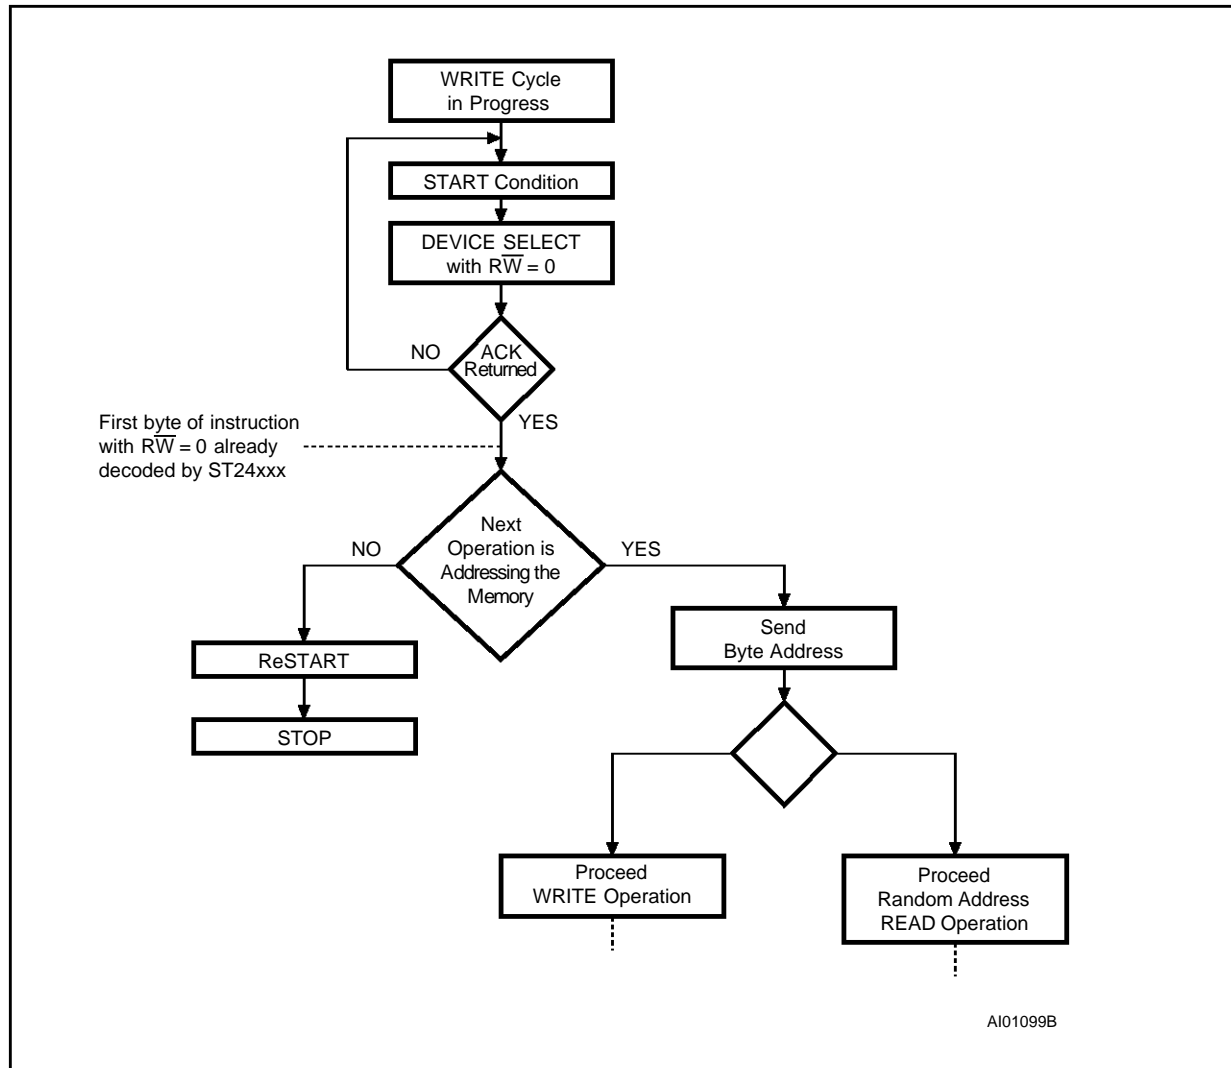 WRITE Cycle
in Progress
START Condition
DEVICE SELECT
with RW̅ = 0
NO
ACK
Returned
YES
First byte of instruction
with RW̅ = 0 already
decoded by ST24xxx
Next
Operation is
Addressing the
Memory
NO
YES
Send
Byte Address
ReSTART
STOP
Proceed
WRITE Operation
Proceed
Random Address
READ Operation
AI01099B